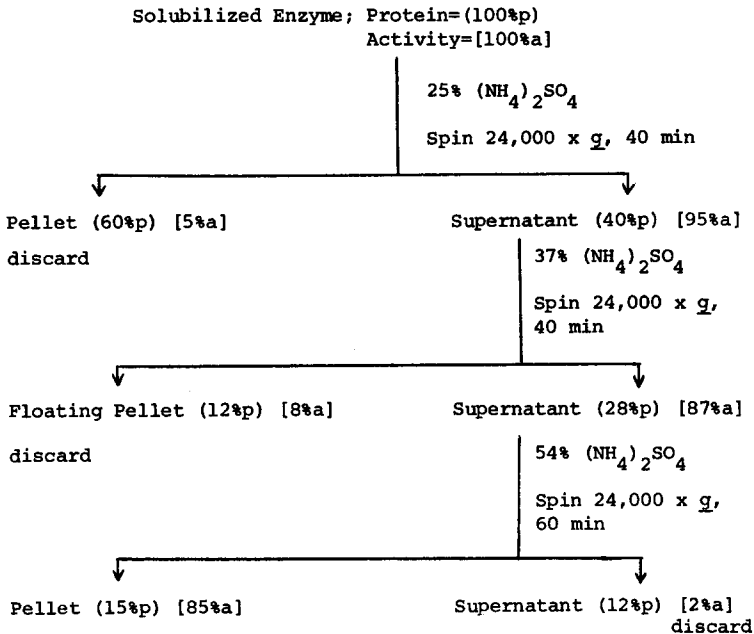 Solubilized Enzyme; Protein=(100%p)
Activity=[100%a]
25% (NH4)2SO4
Spin 24,000 x g, 40 min
Pellet (60%p) [5%a]
discard
Supernatant (40%p) [95%a]
37% (NH4)2SO4
Spin 24,000 x g,
40 min
Floating Pellet (12%p) [8%a]
discard
Supernatant (28%p) [87%a]
54% (NH4)2SO4
Spin 24,000 x g,
60 min
Pellet (15%p) [85%a]
Supernatant (12%p) [2%a]
discard